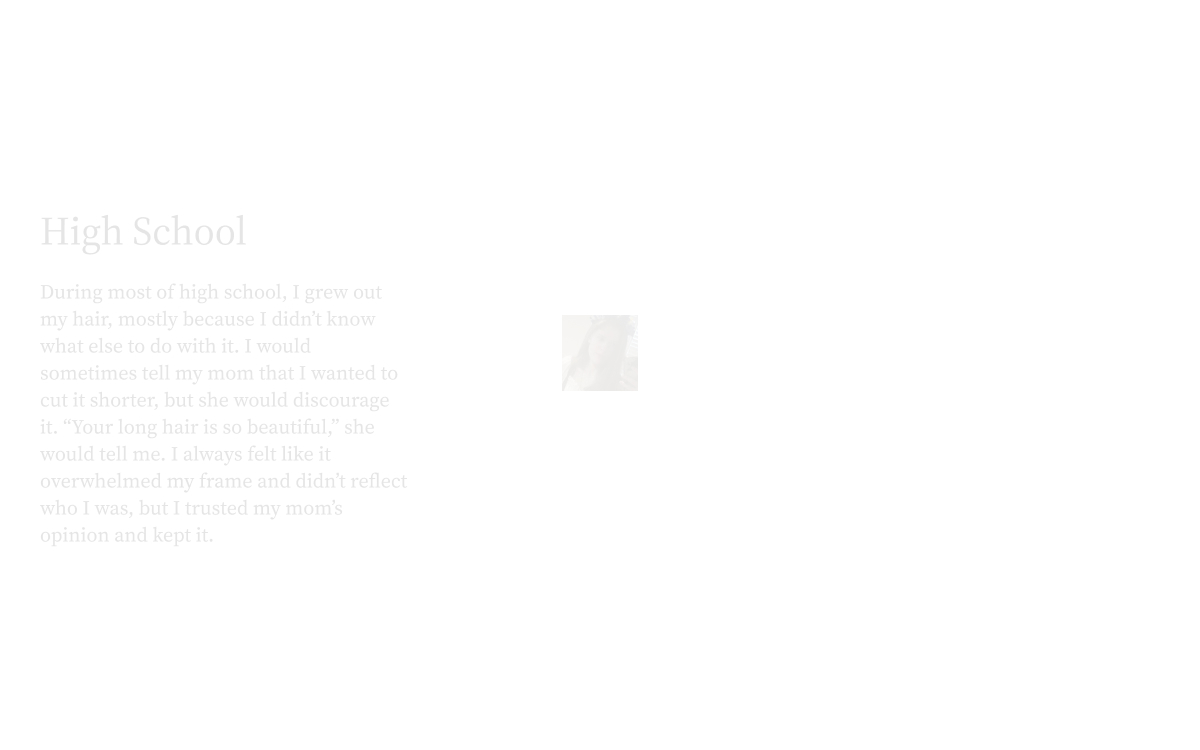 High School
During most of high school, I grew out
my hair, mostly because I didn’t know
what else to do with it. I would
sometimes tell my mom that I wanted to
cut it shorter, but she would discourage
it. “Your long hair is so beautiful,” she
would tell me. I always felt like it
overwhelmed my frame and didn’t reflect
who I was, but I trusted my mom’s
opinion and kept it.